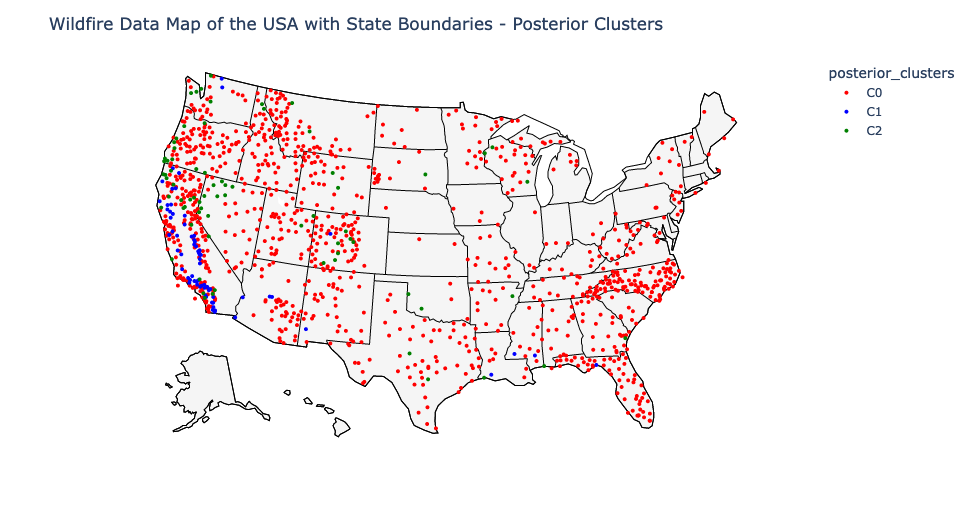 Wildfire Data Map of the USA with State Boundaries - Posterior Clusters
posterior_clusters
C0
C1
C2